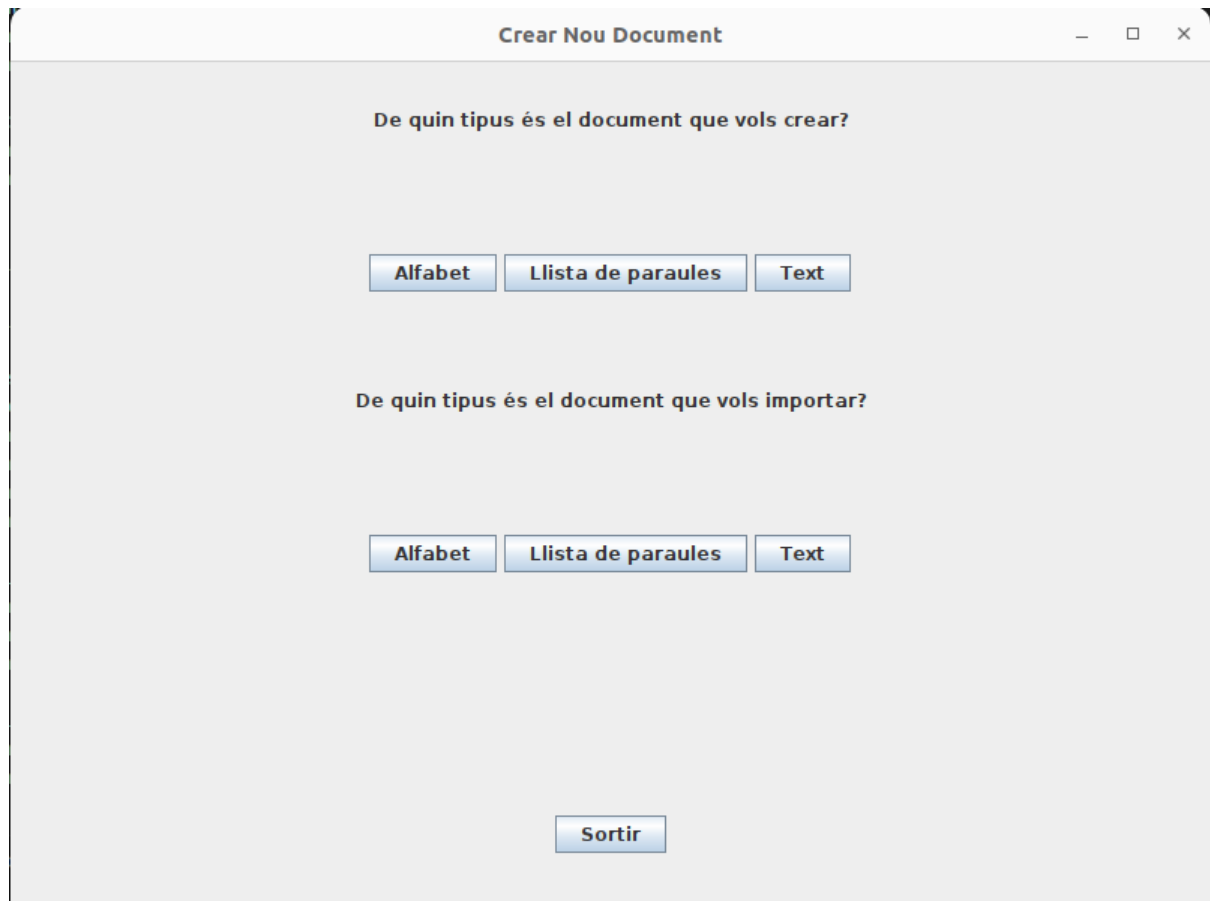 Crear Nou Document
De quin tipus és el document que vols crear?
Alfabet Llista de paraules Text
De quin tipus és el document que vols importar?
Alfabet Llista de paraules Text
Sortir